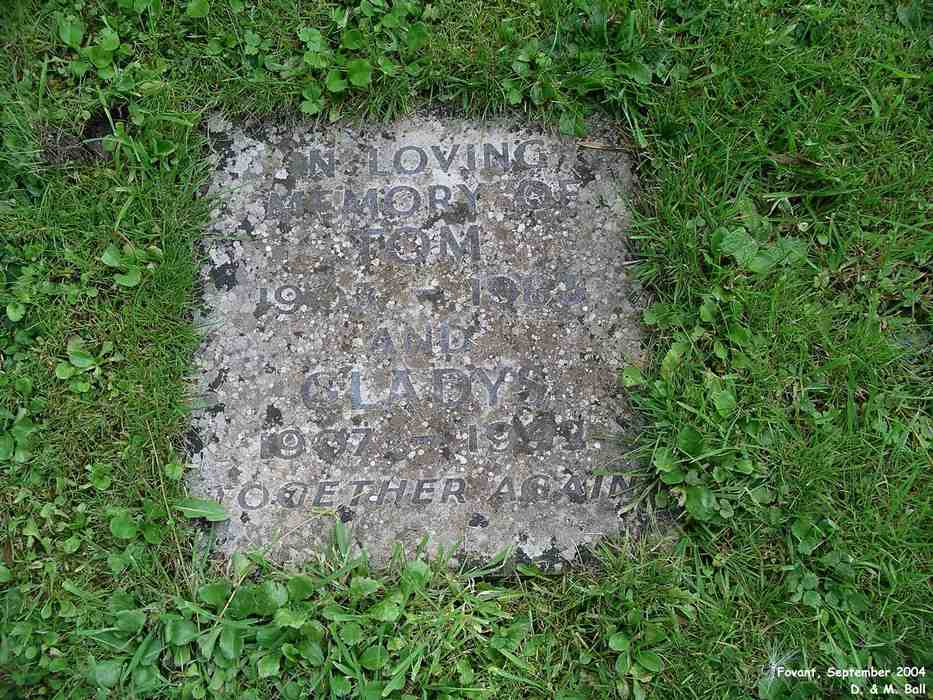 IN LOVING
MEMORY OF
TOM
AND
GLADYS
1907 -
TOGETHER AGAIN
Fovant, September 2004
D. & M. Ball